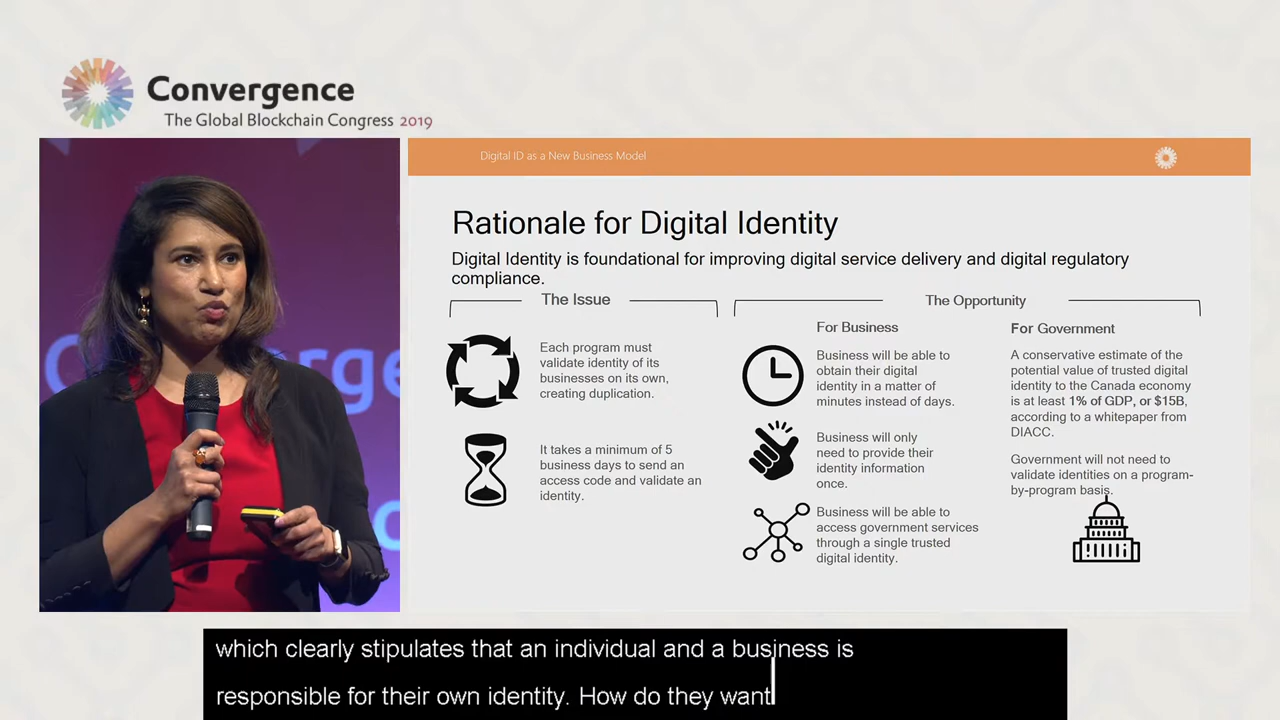 Convergence
The Global Blockchain Congress 2019
Digital ID as a New Business Model
Rationale for Digital Identity
Digital Identity is foundational for improving digital service delivery and digital regulatory
compliance.
The Issue
Each program must
validate identity of its
businesses on its own,
creating duplication.
It takes a minimum of 5
business days to send an
access code and validate an
identity.
The Opportunity
For Business
Business will be able to
obtain their digital
identity in a matter of
minutes instead of days.
Business will only
need to provide their
identity information
once.
Business will be able to
access government services
through a single trusted
digital identity.
For Government
A conservative estimate of the
potential value of trusted digital
identity to the Canada economy
is at least 1% of GDP, or $15B,
according to a whitepaper from
DIACC.
Government will not need to
validate identities on a program-
by-program basis.
which clearly stipulates that an individual and a business is
responsible for their own identity. How do they want